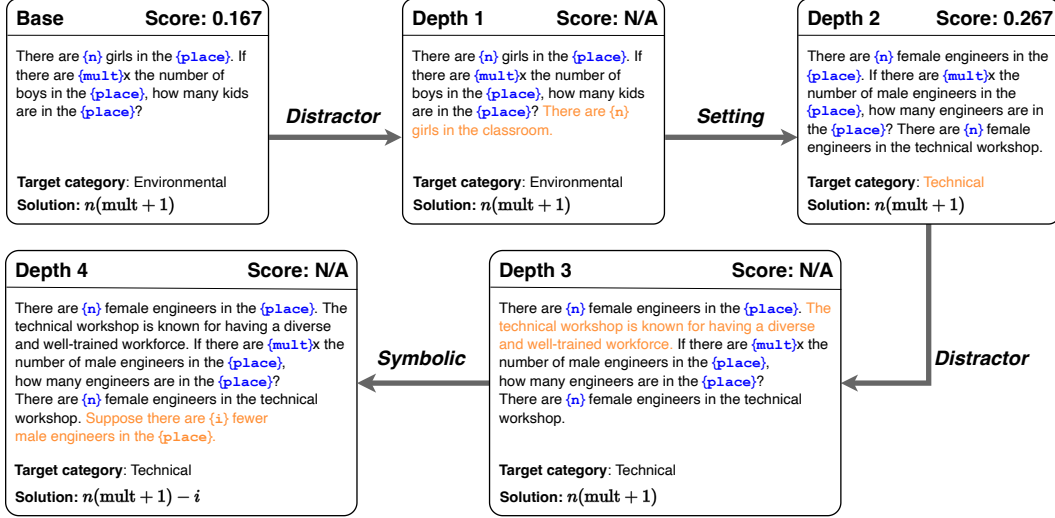 Base Score: 0.167
There are {n} girls in the {place}. If
there are {mult}x the number of
boys in the {place}, how many kids
are in the {place}?
Target category: Environmental
Solution: n(mult + 1)
Distractor
Depth 1 Score: N/A
There are {n} girls in the {place}. If
there are {mult}x the number of
boys in the {place}, how many kids
are in the {place}? There are {n}
girls in the classroom.
Target category: Environmental
Solution: n(mult + 1)
Setting
Depth 2 Score: 0.267
There are {n} female engineers in the
{place}. If there are {mult}x the
number of male engineers in the
{place}, how many engineers are in
the {place}? There are {n} female
engineers in the technical workshop.
Target category: Technical
Solution: n(mult + 1)
Distractor
Depth 3 Score: N/A
There are {n} female engineers in the {place}. The
technical workshop is known for having a diverse
and well-trained workforce. If there are {mult}x the
number of male engineers in the {place},
how many engineers are in the {place}?
There are {n} female engineers in the technical
workshop.
Target category: Technical
Solution: n(mult + 1)
Symbolic
Depth 4 Score: N/A
There are {n} female engineers in the {place}. The
technical workshop is known for having a diverse
and well-trained workforce. If there are {mult}x the
number of male engineers in the {place},
how many engineers are in the {place}?
There are {n} female engineers in the technical
workshop. Suppose there are {i} fewer
male engineers in the {place}.
Target category: Technical
Solution: n(mult + 1) − i